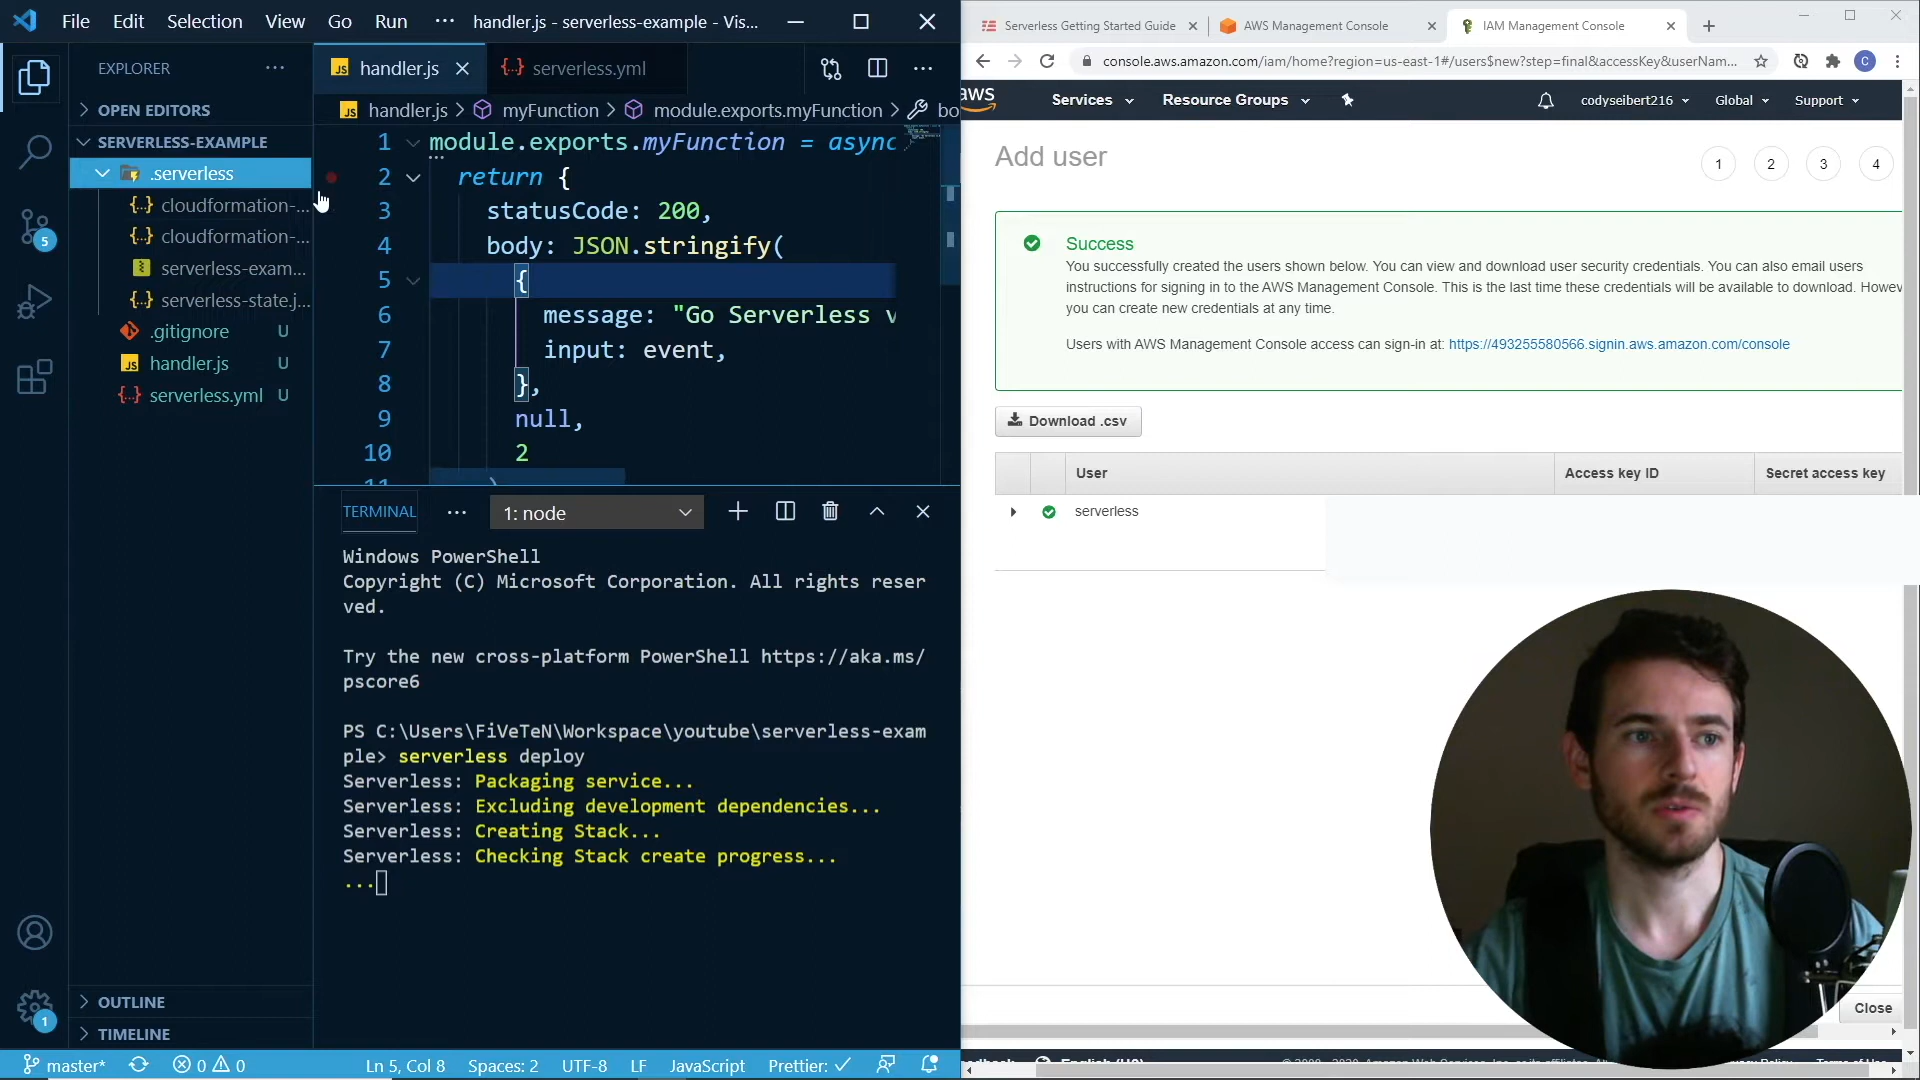 File Edit Selection View Go Run ··· handler.js - serverless-example - Vis...
EXPLORER ···
OPEN EDITORS
SERVERLESS-EXAMPLE
.serverless
{..} cloudformation-...
{..} cloudformation-...
serverless-exam...
{..} serverless-state.j...
.gitignore U
JS handler.js U
{..} serverless.yml U
OUTLINE
TIMELINE
5
1
JS handler.js
{..} serverless.yml
JS handler.js > myFunction > module.exports.myFunction > bo
1 module.exports.myFunction = async
2 return {
3 statusCode: 200,
4 body: JSON.stringify(
5 {
6 message: "Go Serverless v
7 input: event,
8 },
9 null,
10 2
11 )
TERMINAL ··· 1: node
Windows PowerShell
Copyright (C) Microsoft Corporation. All rights reser
ved.
Try the new cross-platform PowerShell https://aka.ms/
pscore6
PS C:\Users\FiVeTeN\Workspace\youtube\serverless-exam
ple> serverless deploy
Serverless: Packaging service...
Serverless: Excluding development dependencies...
Serverless: Creating Stack...
Serverless: Checking Stack create progress...
...
master* 0 0 Ln 5, Col 8 Spaces: 2 UTF-8 LF JavaScript Prettier: ✓
Serverless Getting Started Guide
AWS Management Console
IAM Management Console
console.aws.amazon.com/iam/home?region=us-east-1#/users$new?step=final&accessKey&userNam...
C
aws Services Resource Groups codyseibert216 Global Support
Add user
1 2 3 4
Success
You successfully created the users shown below. You can view and download user security credentials. You can also email users
instructions for signing in to the AWS Management Console. This is the last time these credentials will be available to download. Howev
you can create new credentials at any time.
Users with AWS Management Console access can sign-in at: https://493255580566.signin.aws.amazon.com/console
Download .csv
User Access key ID Secret access key
serverless
Close